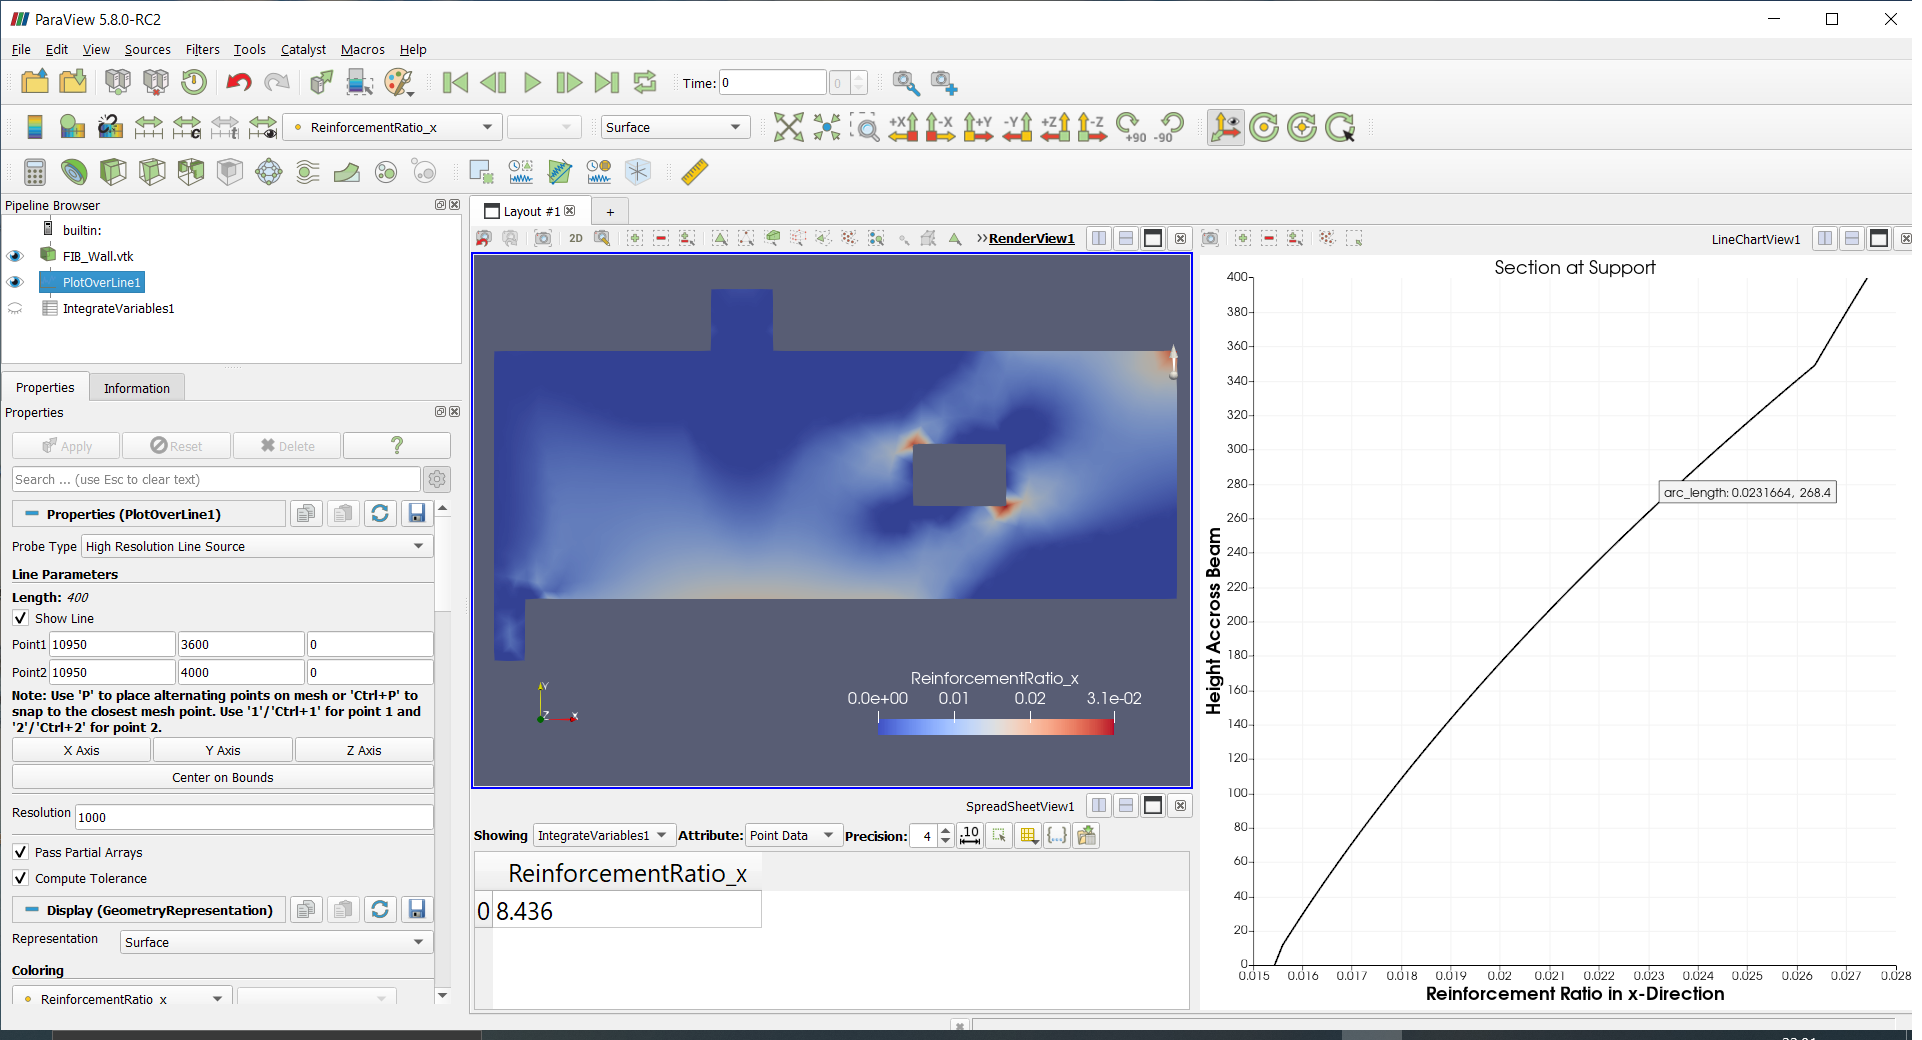 ParaView 5.8.0-RC2
File Edit View Sources Filters Tools Catalyst Macros Help
Time: 0 0
ReinforcementRatio_x Surface +X -X +Y -Y +Z -Z +90 -90
Pipeline Browser
builtin:
FIB_Wall.vtk
PlotOverLine1
IntegrateVariables1
Properties Information
Properties
Apply Reset Delete ?
Search ... (use Esc to clear text)
Properties (PlotOverLine1)
Probe Type High Resolution Line Source
Line Parameters
Length: 400
Show Line
Point1 10950 3600 0
Point2 10950 4000 0
Note: Use 'P' to place alternating points on mesh or 'Ctrl+P' to
snap to the closest mesh point. Use '1'/'Ctrl+1' for point 1 and
'2'/'Ctrl+2' for point 2.
X Axis Y Axis Z Axis
Center on Bounds
Resolution 1000
Pass Partial Arrays
Compute Tolerance
Display (GeometryRepresentation)
Representation Surface
Coloring
ReinforcementRatio_x
Layout #1 +
2D >> RenderView1
Y
Z X
ReinforcementRatio_x
0.0e+00 0.01 0.02 3.1e-02
SpreadSheetView1
Showing IntegrateVariables1 Attribute: Point Data Precision: 4 .10 {...}
ReinforcementRatio_x
0 8.436
LineChartView1
Section at Support
400
380
360
340
320
300
280
260
240
220
200
180
160
140
120
100
80
60
40
20
0
Height Accross Beam
arc_length: 0.0231664, 268.4
0.015 0.016 0.017 0.018 0.019 0.02 0.021 0.022 0.023 0.024 0.025 0.026 0.027 0.028
Reinforcement Ratio in x-Direction